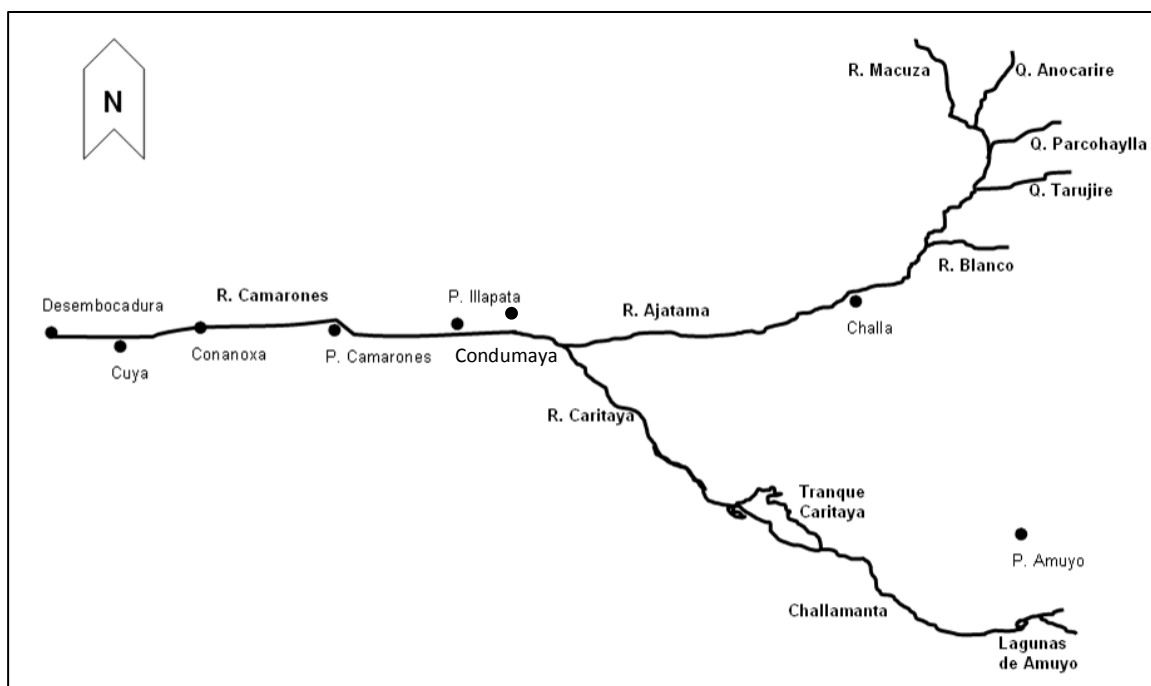 N
R. Macuza
Q. Anocarire
Q. Parcohaylla
Q. Tarujire
R. Blanco
Desembocadura
R. Camarones
P. Illapata
R. Ajatama
Challa
Cuya
Conanoxa
P. Camarones
Condumaya
R. Caritaya
Tranque
Caritaya
P. Amuyo
Challamanta
Lagunas
de Amuyo